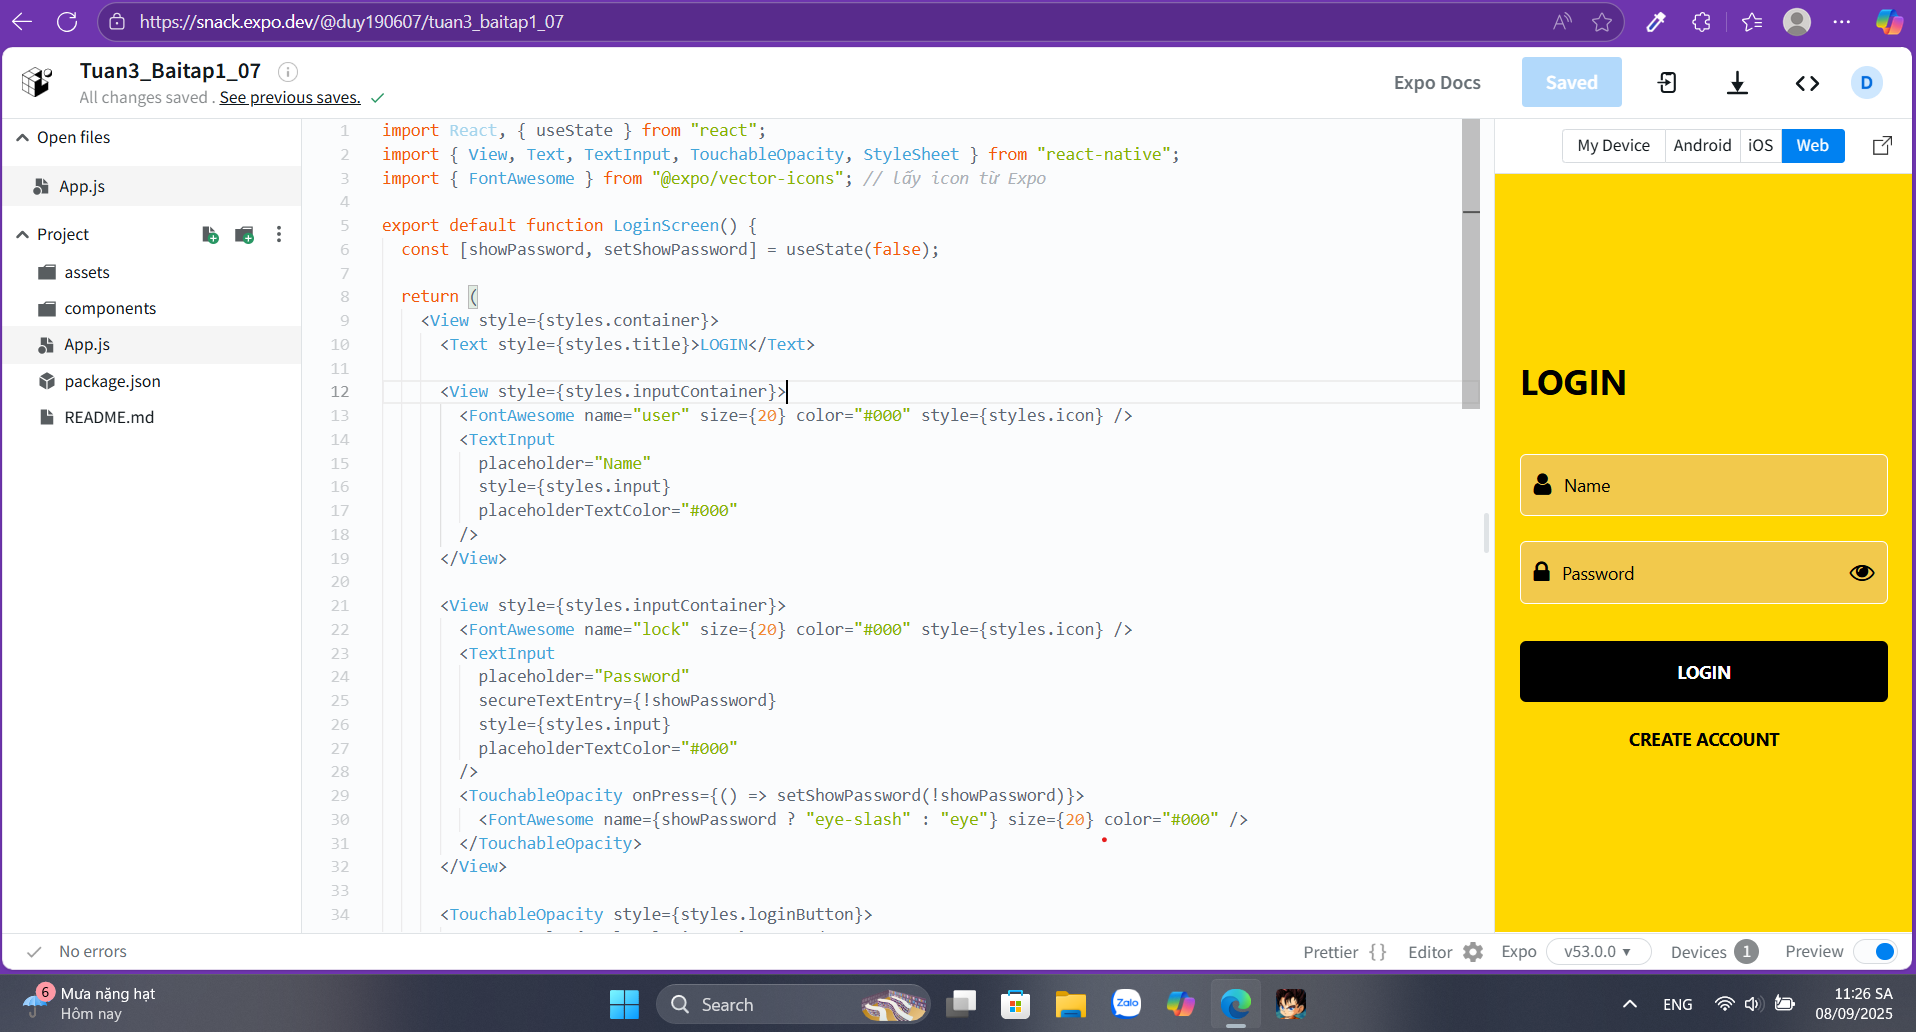 https://snack.expo.dev/@duy190607/tuan3_baitap1_07
Tuan3_Baitap1_07
All changes saved . See previous saves.
Expo Docs
Saved
D
Open files
App.js
Project
assets
components
App.js
package.json
README.md
1 import React, { useState } from "react";
2 import { View, Text, TextInput, TouchableOpacity, StyleSheet } from "react-native";
3 import { FontAwesome } from "@expo/vector-icons"; // lấy icon từ Expo
4
5 export default function LoginScreen() {
6 const [showPassword, setShowPassword] = useState(false);
7
8 return (
9 <View style={styles.container}>
10 <Text style={styles.title}>LOGIN</Text>
11
12 <View style={styles.inputContainer}>
13 <FontAwesome name="user" size={20} color="#000" style={styles.icon} />
14 <TextInput
15 placeholder="Name"
16 style={styles.input}
17 placeholderTextColor="#000"
18 />
19 </View>
20
21 <View style={styles.inputContainer}>
22 <FontAwesome name="lock" size={20} color="#000" style={styles.icon} />
23 <TextInput
24 placeholder="Password"
25 secureTextEntry={!showPassword}
26 style={styles.input}
27 placeholderTextColor="#000"
28 />
29 <TouchableOpacity onPress={() => setShowPassword(!showPassword)}>
30 <FontAwesome name={showPassword ? "eye-slash" : "eye"} size={20} color="#000" />
31 </TouchableOpacity>
32 </View>
33
34 <TouchableOpacity style={styles.loginButton}>
My Device
Android
iOS
Web
LOGIN
Name
Password
LOGIN
CREATE ACCOUNT
No errors
Prettier { }
Editor
Expo
v53.0.0
Devices 1
Preview
6
Mưa nặng hạt
Hôm nay
Search
Zalo
ENG
11:26 SA
08/09/2025